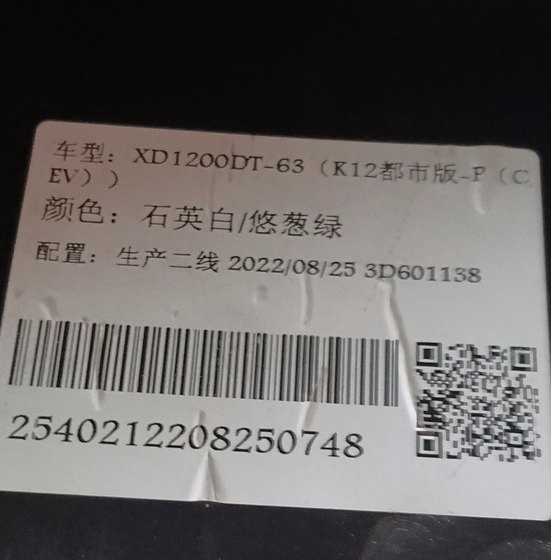 车型：XD1200DT-63（K12都市版-P（C
EV））
颜色：石英白/悠葱绿
配置：生产二线 2022/08/25 3D601138
2540212208250748